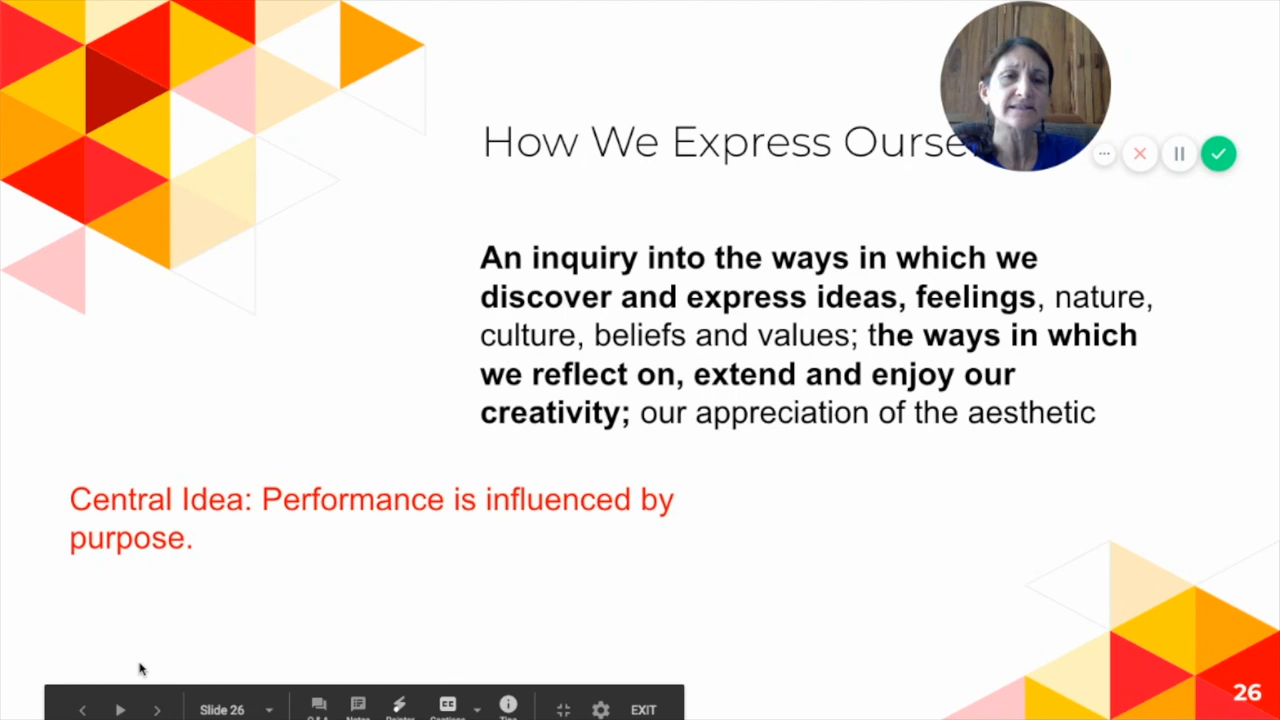 How We Express Ourse
An inquiry into the ways in which we
discover and express ideas, feelings, nature,
culture, beliefs and values; the ways in which
we reflect on, extend and enjoy our
creativity; our appreciation of the aesthetic
Central Idea: Performance is influenced by
purpose.
26
Slide 26
EXIT